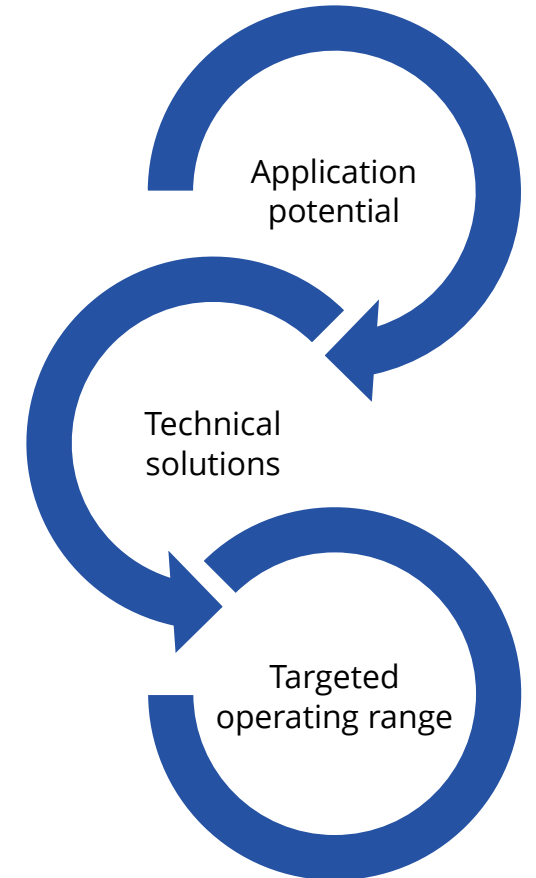 Application
potential
Technical
solutions
Targeted
operating range